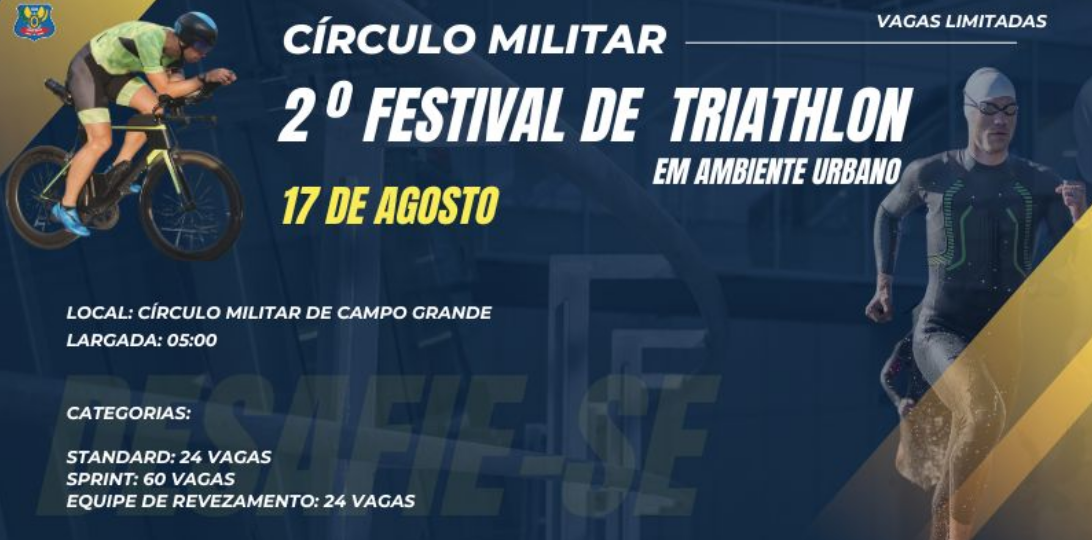 VAGAS LIMITADAS
CÍRCULO MILITAR
2º FESTIVAL DE TRIATHLON
EM AMBIENTE URBANO
17 DE AGOSTO
LOCAL: CÍRCULO MILITAR DE CAMPO GRANDE
LARGADA: 05:00
DESAFIE-SE
CATEGORIAS:
STANDARD: 24 VAGAS
SPRINT: 60 VAGAS
EQUIPE DE REVEZAMENTO: 24 VAGAS